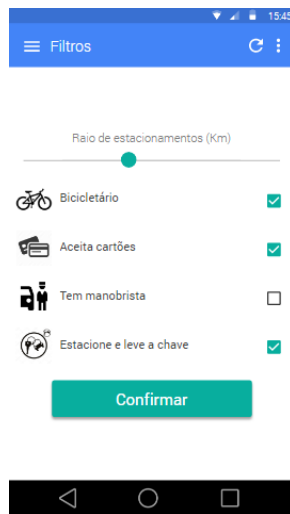 15:45
Filtros
Raio de estacionamentos (Km)
Bicicletário
Aceita cartões
Tem manobrista
Estacione e leve a chave
Confirmar